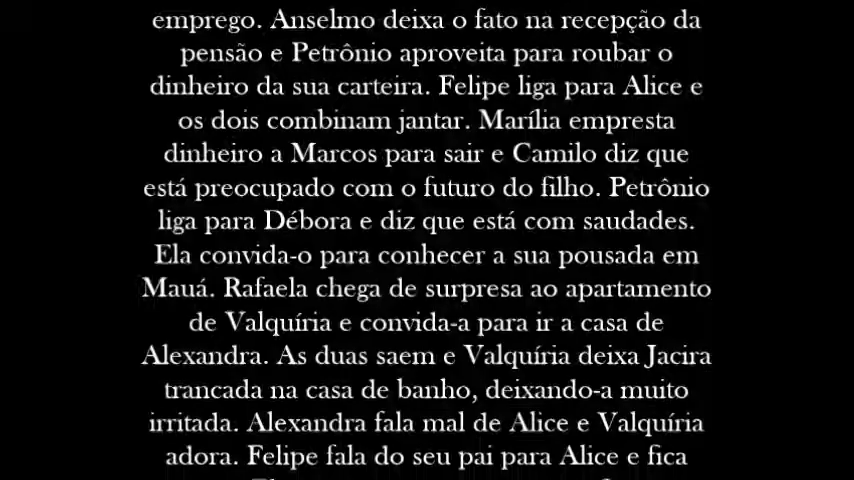 emprego. Anselmo deixa o fato na recepção da
pensão e Petrônio aproveita para roubar o
dinheiro da sua carteira. Felipe liga para Alice e
os dois combinam jantar. Marília empresta
dinheiro a Marcos para sair e Camilo diz que
está preocupado com o futuro do filho. Petrônio
liga para Débora e diz que está com saudades.
Ela convida-o para conhecer a sua pousada em
Mauá. Rafaela chega de surpresa ao apartamento
de Valquíria e convida-a para ir a casa de
Alexandra. As duas saem e Valquíria deixa Jacira
trancada na casa de banho, deixando-a muito
irritada. Alexandra fala mal de Alice e Valquíria
adora. Felipe fala do seu pai para Alice e fica